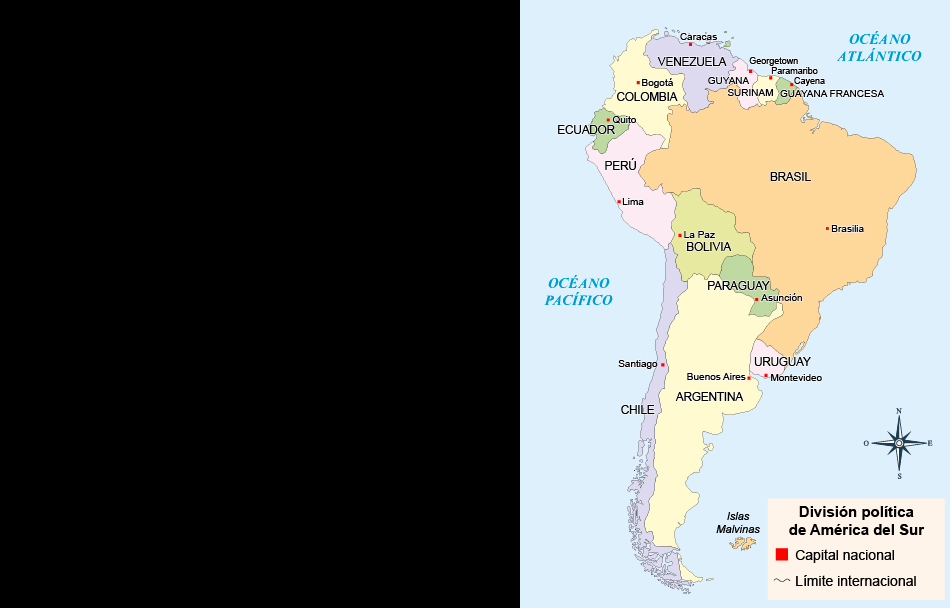 OCÉANO
ATLÁNTICO
Caracas
VENEZUELA
Georgetown
Paramaribo
GUYANA
Cayena
SURINAM
GUAYANA FRANCESA
Bogotá
COLOMBIA
Quito
ECUADOR
PERÚ
BRASIL
Lima
Brasilia
La Paz
BOLIVIA
OCÉANO
PACÍFICO
PARAGUAY
Asunción
Santiago
URUGUAY
Buenos Aires
Montevideo
ARGENTINA
CHILE
N
O
E
S
Islas
Malvinas
División política
de América del Sur
Capital nacional
Límite internacional